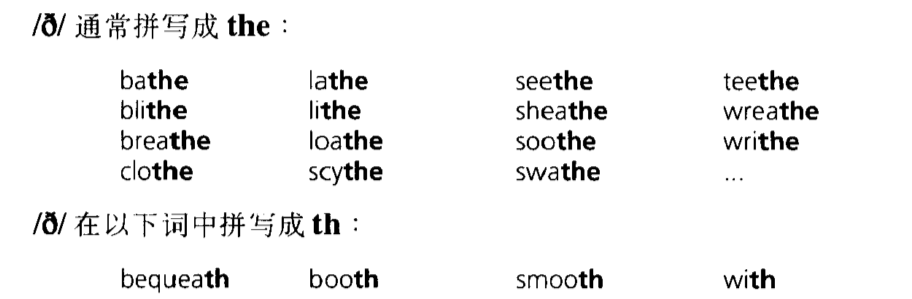 /ð/ 通常拼写成 the：
bathe lathe seethe teethe
blithe lithe sheathe wreathe
breathe loathe soothe writhe
clothe scythe swathe ...
/ð/ 在以下词中拼写成 th：
bequeath booth smooth with